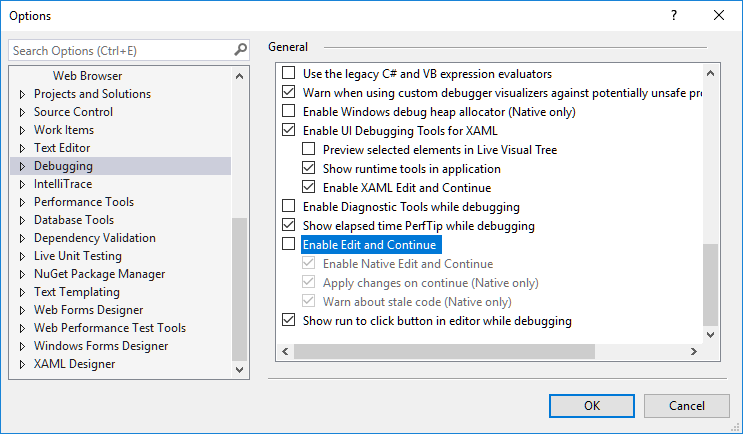 Options
Search Options (Ctrl+E)
Web Browser
Projects and Solutions
Source Control
Work Items
Text Editor
Debugging
IntelliTrace
Performance Tools
Database Tools
Dependency Validation
Live Unit Testing
NuGet Package Manager
Text Templating
Web Forms Designer
Web Performance Test Tools
Windows Forms Designer
XAML Designer
General
Use the legacy C# and VB expression evaluators
Warn when using custom debugger visualizers against potentially unsafe pro
Enable Windows debug heap allocator (Native only)
Enable UI Debugging Tools for XAML
Preview selected elements in Live Visual Tree
Show runtime tools in application
Enable XAML Edit and Continue
Enable Diagnostic Tools while debugging
Show elapsed time PerfTip while debugging
Enable Edit and Continue
Enable Native Edit and Continue
Apply changes on continue (Native only)
Warn about stale code (Native only)
Show run to click button in editor while debugging
OK
Cancel